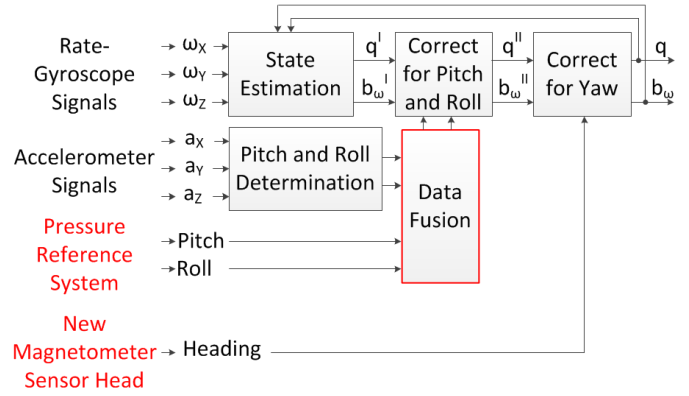 Rate-
Gyroscope
Signals
ωX
ωY
ωZ
State
Estimation
qI
bωI
Correct
for Pitch
and Roll
qII
bωII
Correct
for Yaw
q
bω
Accelerometer
Signals
aX
aY
aZ
Pitch and Roll
Determination
Data
Fusion
Pressure
Reference
System
Pitch
Roll
New
Magnetometer
Sensor Head
Heading